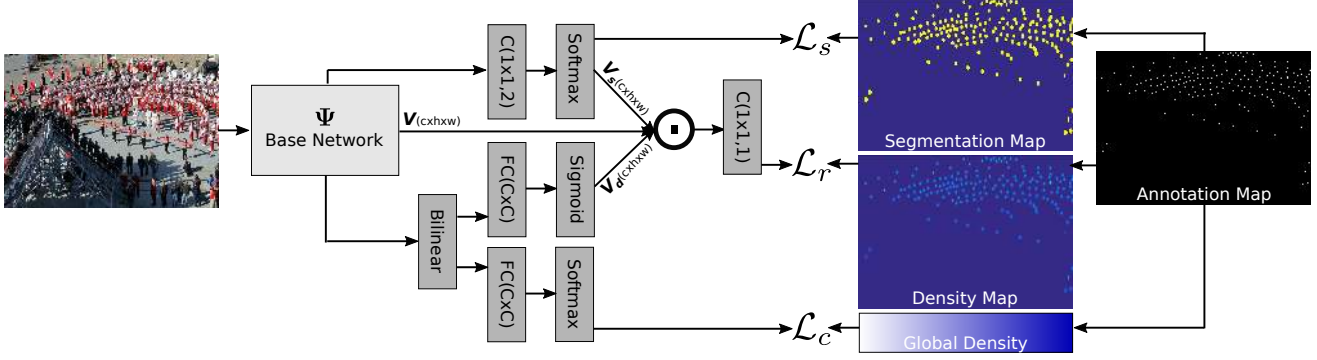 Ψ
Base Network
V(cxhxw)
C(1x1,2)
Softmax
Vs(cxhxw)
FC(CxC)
Sigmoid
Vd(cxhxw)
Bilinear
FC(CxC)
Softmax
C(1x1,1)
ℒs
ℒr
ℒc
Segmentation Map
Density Map
Global Density
Annotation Map